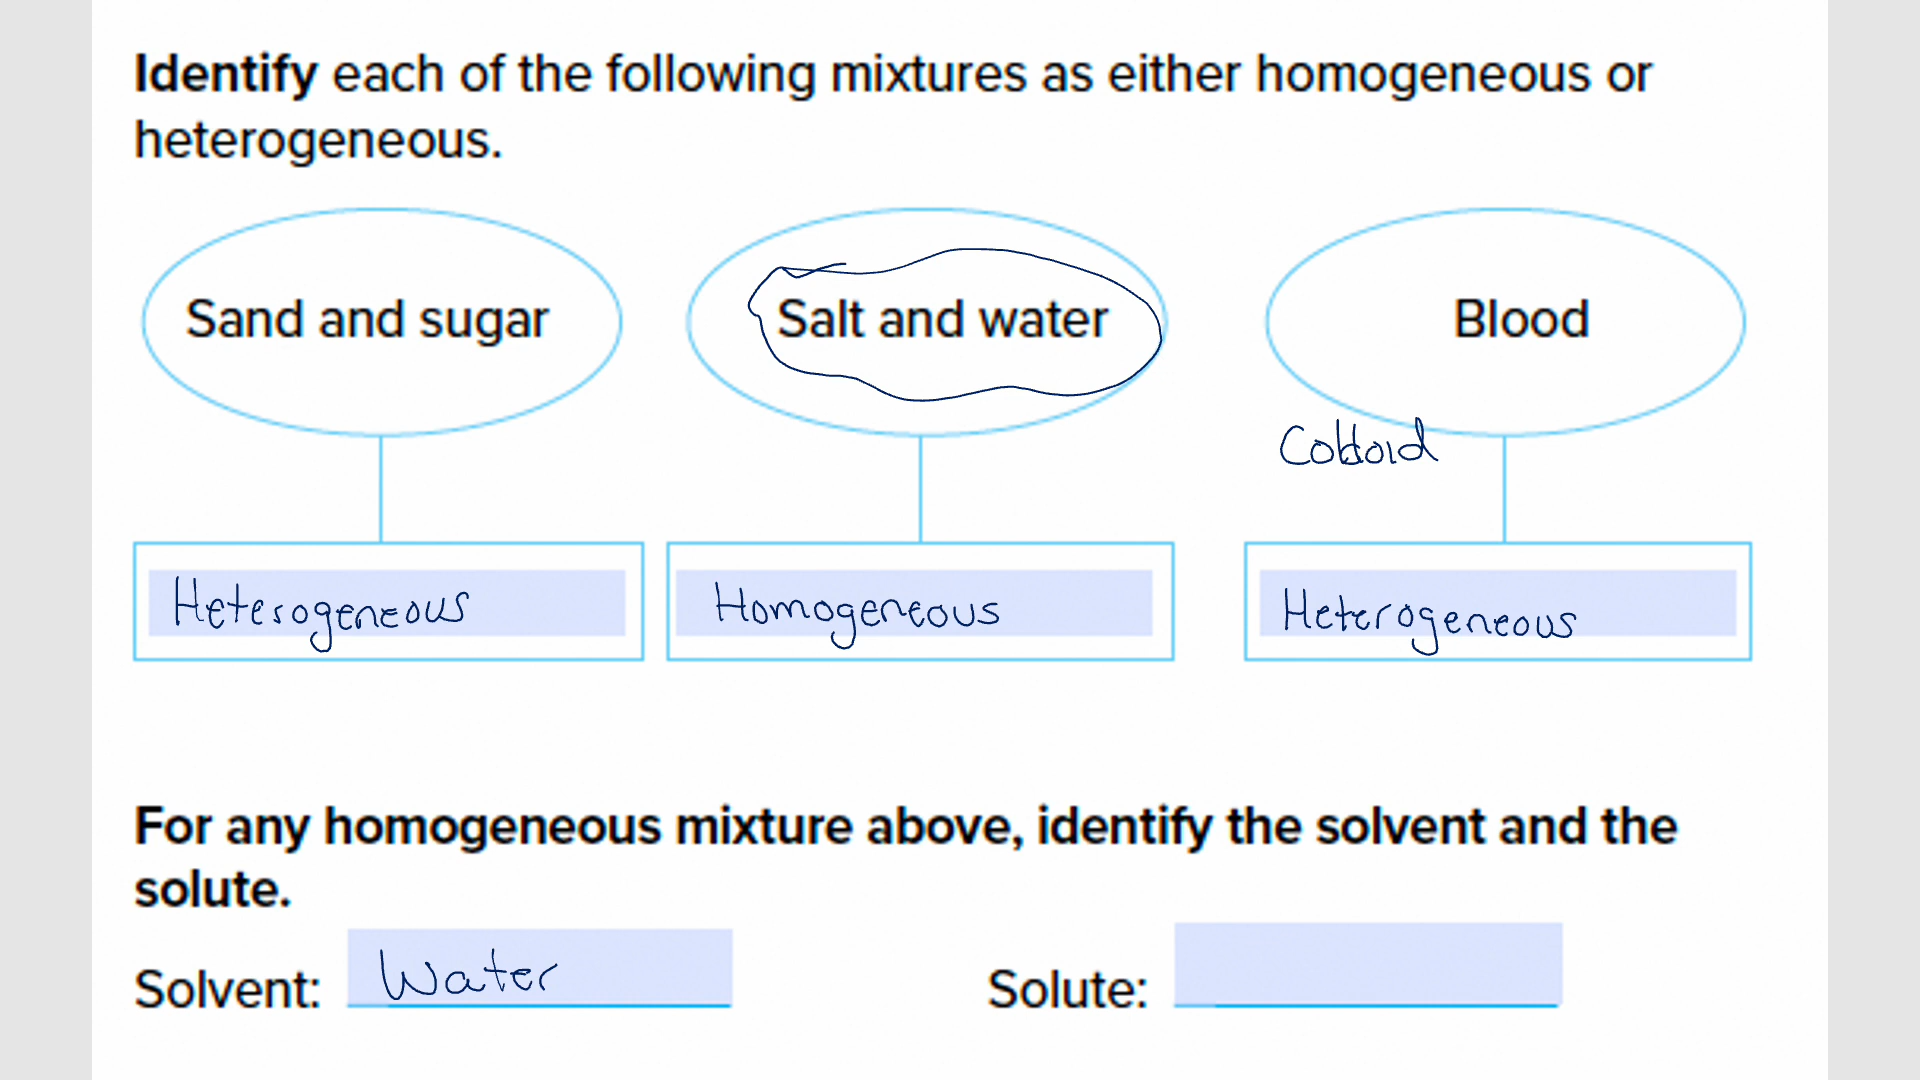 Identify each of the following mixtures as either homogeneous or
heterogeneous.
Sand and sugar
Salt and water
Blood
Colloid
Heterogeneous
Homogeneous
Heterogeneous
For any homogeneous mixture above, identify the solvent and the
solute.
Solvent: Water
Solute: